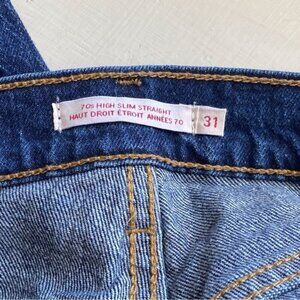 70s HIGH SLIM STRAIGHT
HAUT DROIT ÉTROIT ANNÉES 70
31